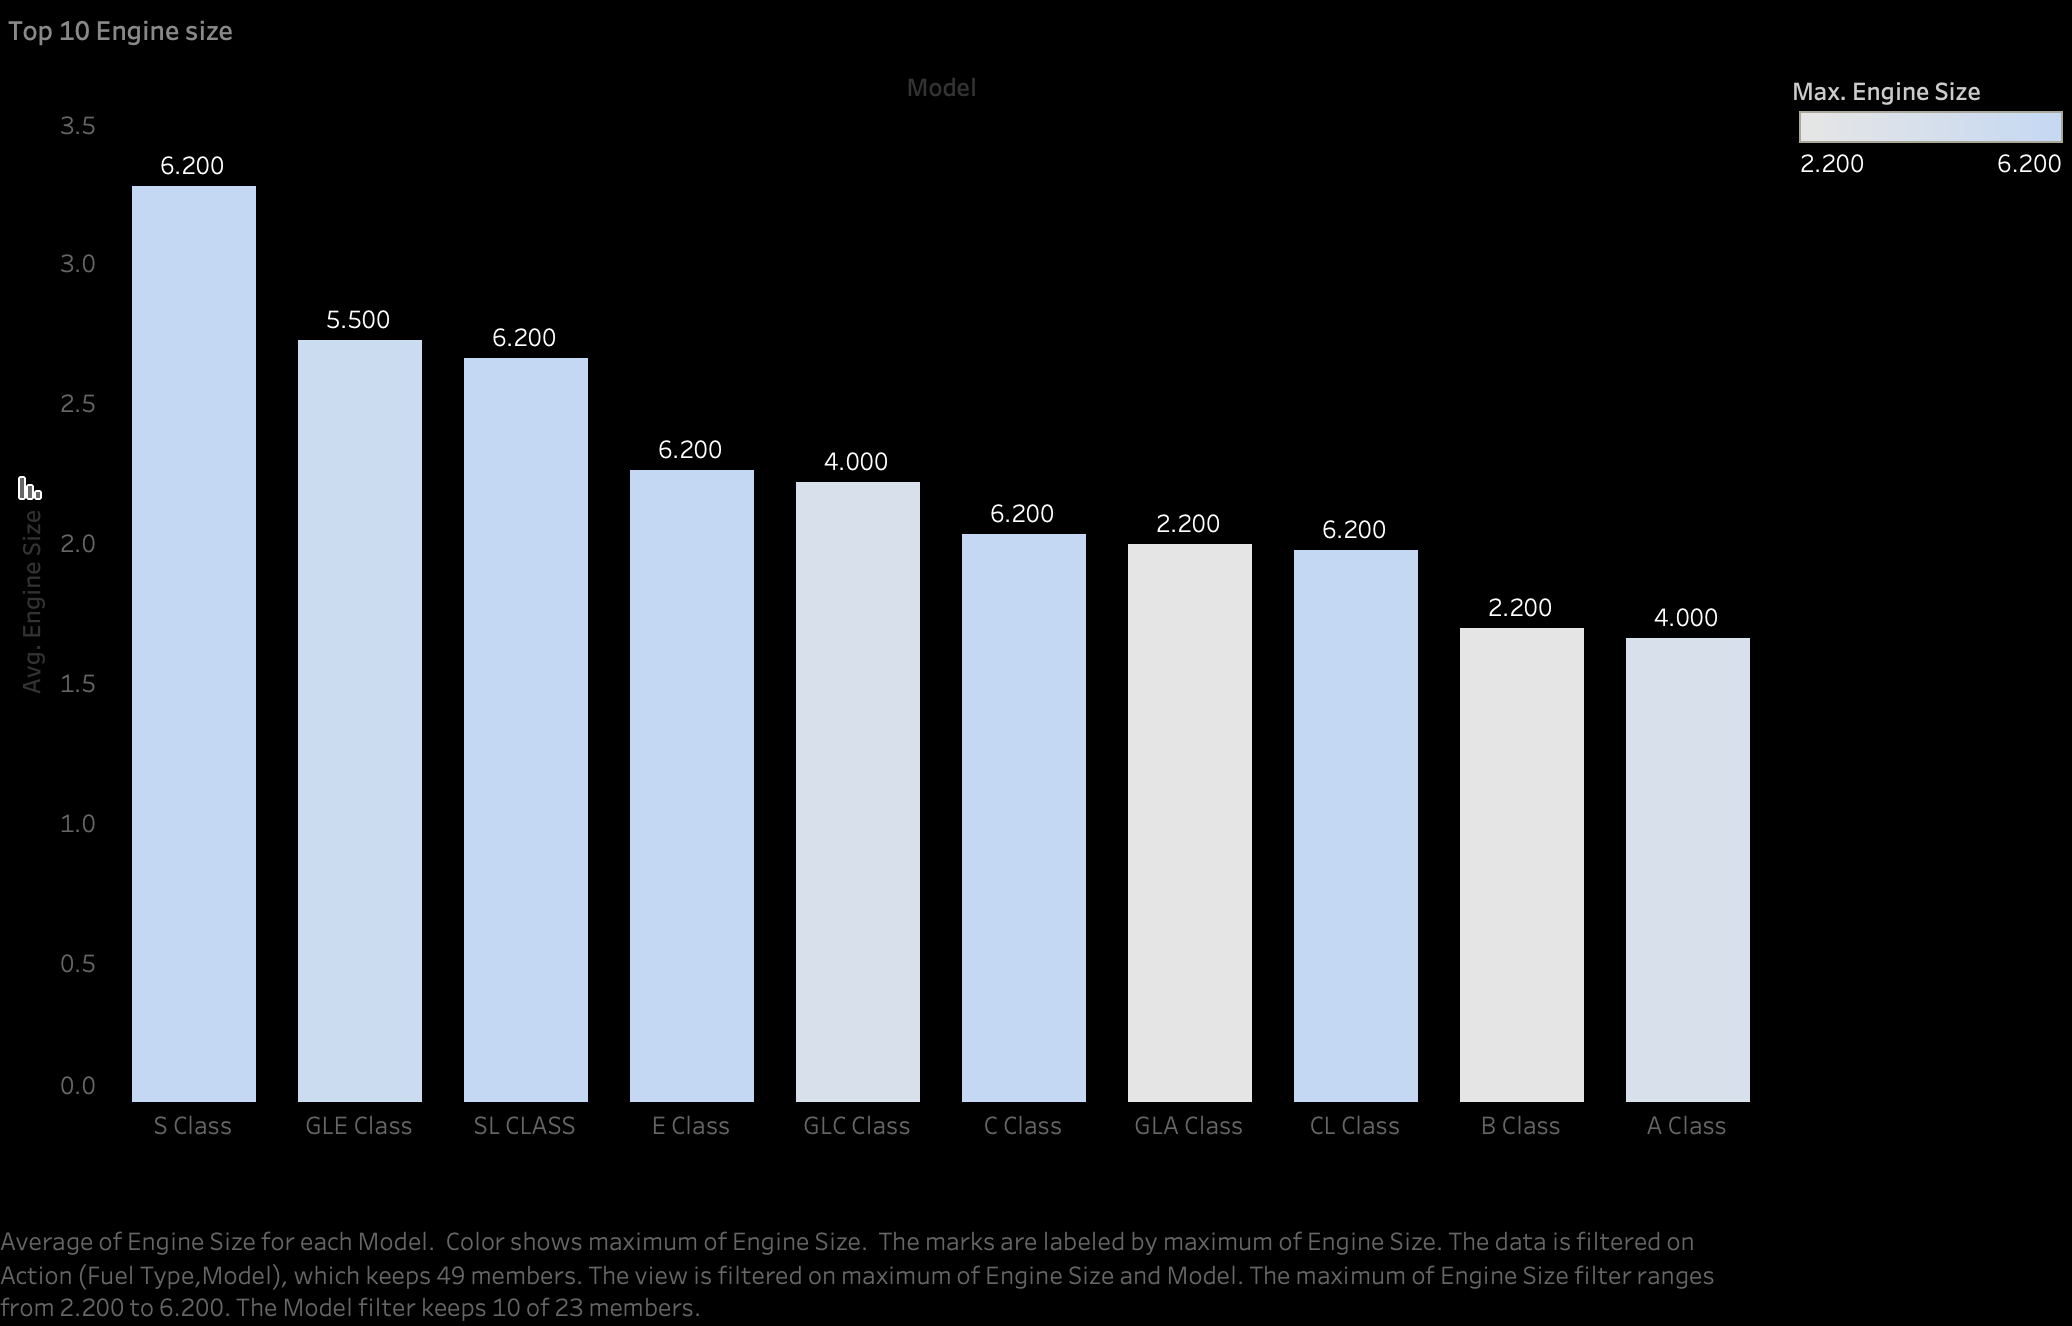 Top 10 Engine size
Model
Max. Engine Size
2.200 6.200
3.5
3.0
2.5
2.0
1.5
1.0
0.5
0.0
Avg. Engine Size
6.200
5.500
6.200
6.200
4.000
6.200
2.200
6.200
2.200
4.000
S Class
GLE Class
SL CLASS
E Class
GLC Class
C Class
GLA Class
CL Class
B Class
A Class
Average of Engine Size for each Model.  Color shows maximum of Engine Size.  The marks are labeled by maximum of Engine Size. The data is filtered on
Action (Fuel Type,Model), which keeps 49 members. The view is filtered on maximum of Engine Size and Model. The maximum of Engine Size filter ranges
from 2.200 to 6.200. The Model filter keeps 10 of 23 members.